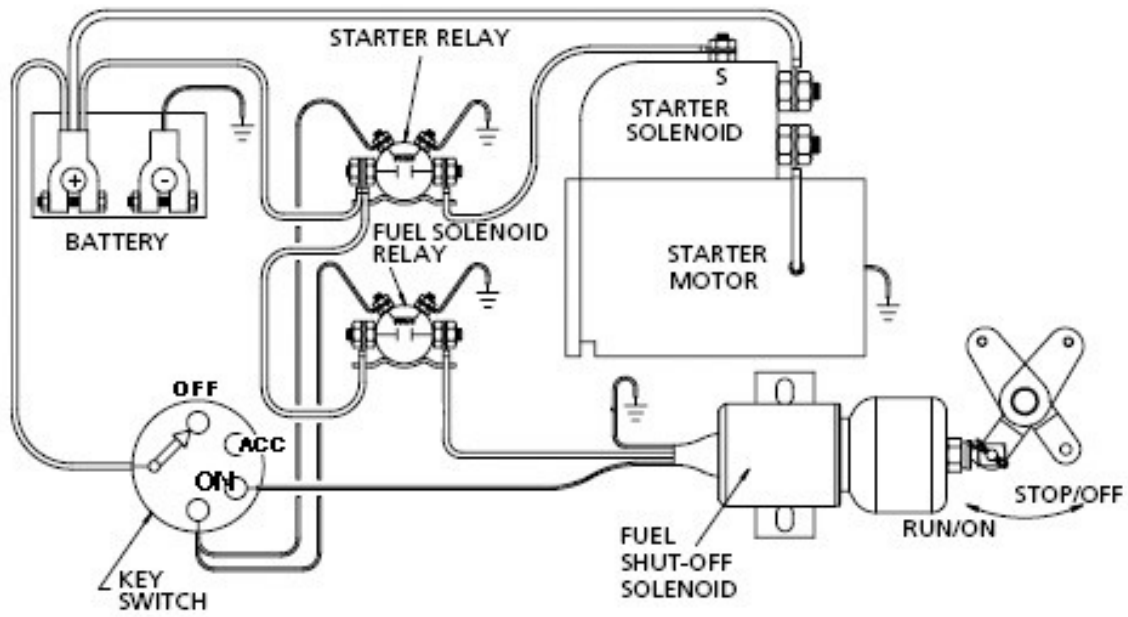 STARTER RELAY
S
STARTER
SOLENOID
+
-
BATTERY
FUEL SOLENOID
RELAY
STARTER
MOTOR
OFF
ACC
ON
STOP/OFF
RUN/ON
FUEL
SHUT-OFF
SOLENOID
KEY
SWITCH